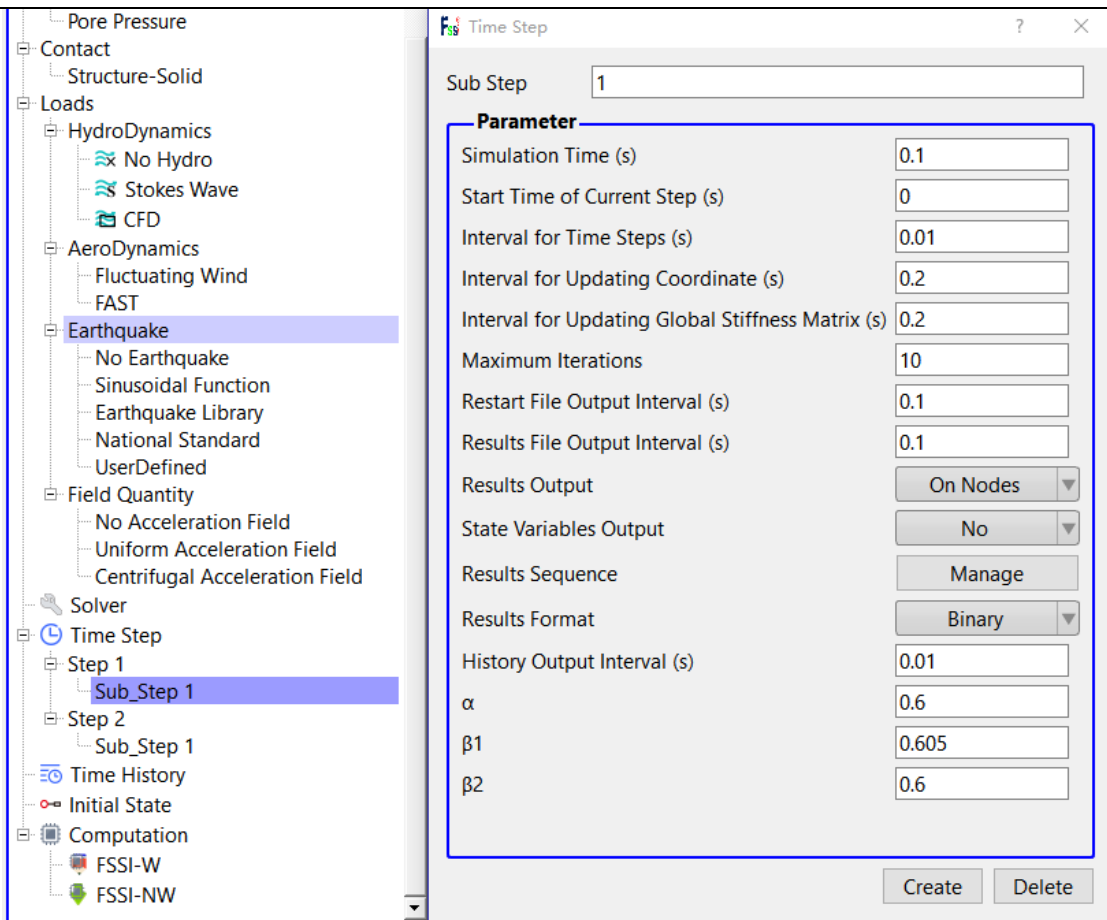 Pore Pressure
Contact
Structure-Solid
Loads
HydroDynamics
No Hydro
Stokes Wave
CFD
AeroDynamics
Fluctuating Wind
FAST
Earthquake
No Earthquake
Sinusoidal Function
Earthquake Library
National Standard
UserDefined
Field Quantity
No Acceleration Field
Uniform Acceleration Field
Centrifugal Acceleration Field
Solver
Time Step
Step 1
Sub_Step 1
Step 2
Sub_Step 1
Time History
Initial State
Computation
FSSI-W
FSSI-NW
Fssi Time Step ? ×
Sub Step 1
Parameter
Simulation Time (s) 0.1
Start Time of Current Step (s) 0
Interval for Time Steps (s) 0.01
Interval for Updating Coordinate (s) 0.2
Interval for Updating Global Stiffness Matrix (s) 0.2
Maximum Iterations 10
Restart File Output Interval (s) 0.1
Results File Output Interval (s) 0.1
Results Output On Nodes
State Variables Output No
Results Sequence Manage
Results Format Binary
History Output Interval (s) 0.01
α 0.6
β1 0.605
β2 0.6
Create Delete